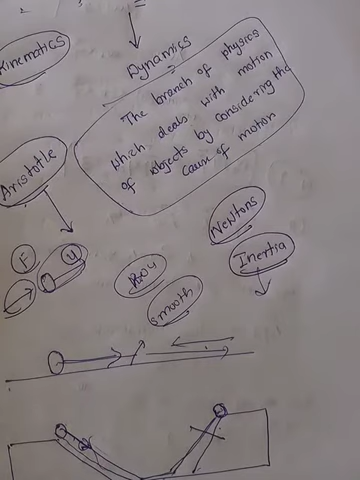 Kinematics
Dynamics
The branch of physics
which deals with motion
of objects by considering the
cause of motion
Aristotle
Newtons
Inertia
F
u
smooth